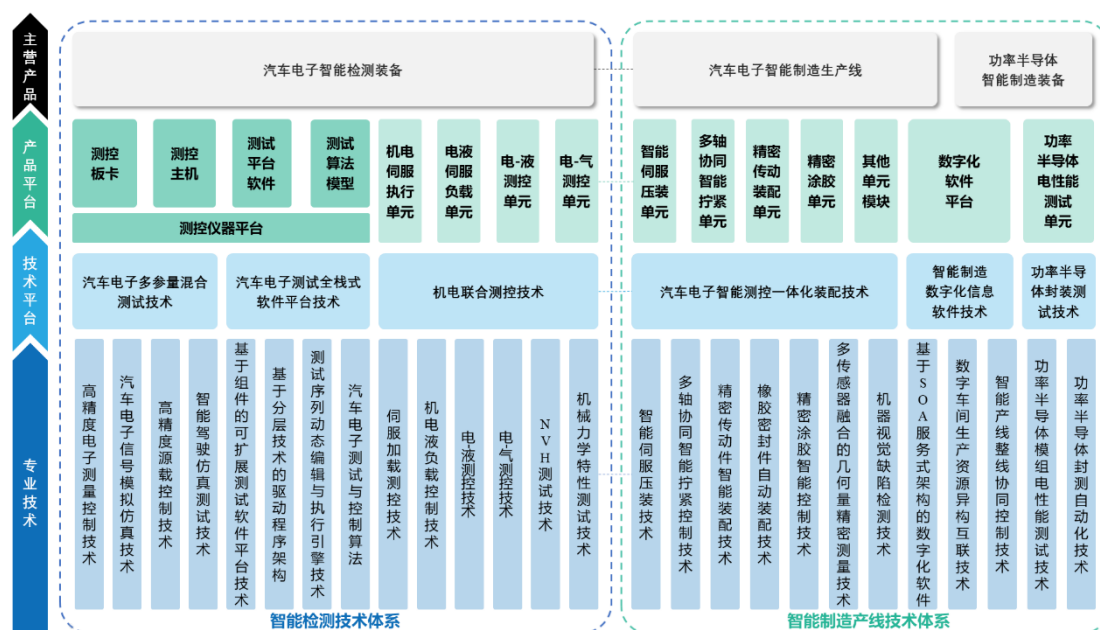 主营产品
汽车电子智能检测装备
汽车电子智能制造生产线
功率半导体
智能制造装备
产品平台
测控
板卡
测控
主机
测试
平台
软件
测试
算法
模型
测控仪器平台
机电
伺服
执行
单元
电液
伺服
负载
单元
电-液
测控
单元
电-气
测控
单元
智能
伺服
压装
单元
多轴
协同
智能
拧紧
单元
精密
传动
装配
单元
精密
涂胶
单元
其他
单元
模块
数字化
软件
平台
功率
半导体
电性能
测试
单元
技术平台
汽车电子多参量混合
测试技术
汽车电子测试全栈式
软件平台技术
机电联合测控技术
汽车电子智能测控一体化装配技术
智能制造
数字化信息
软件技术
功率半导
体封装测
试技术
专业技术
高精度电子测量控制技术
汽车电子信号模拟仿真技术
高精度源载控制技术
智能驾驶仿真测试技术
基于组件的可扩展测试软件平台技术
基于分层技术的驱动程序架构
测试序列动态编辑与执行引擎技术
汽车电子测试与控制算法
伺服加载测控技术
机电液负载控制技术
电-液测控技术
电-气测控技术
NVH测试技术
机械力学特性测试技术
智能伺服压装技术
多轴协同智能拧紧控制技术
精密传动件智能装配技术
橡胶密封件自动装配技术
精密涂胶智能控制技术
多传感器融合的几何量精密测量技术
机器视觉缺陷检测技术
基于SOA服务式架构的数字化软件
数字车间生产资源异构互联技术
智能产线整线协同控制技术
功率半导体模组电性能测试技术
功率半导体封测自动化技术
智能检测技术体系
智能制造产线技术体系